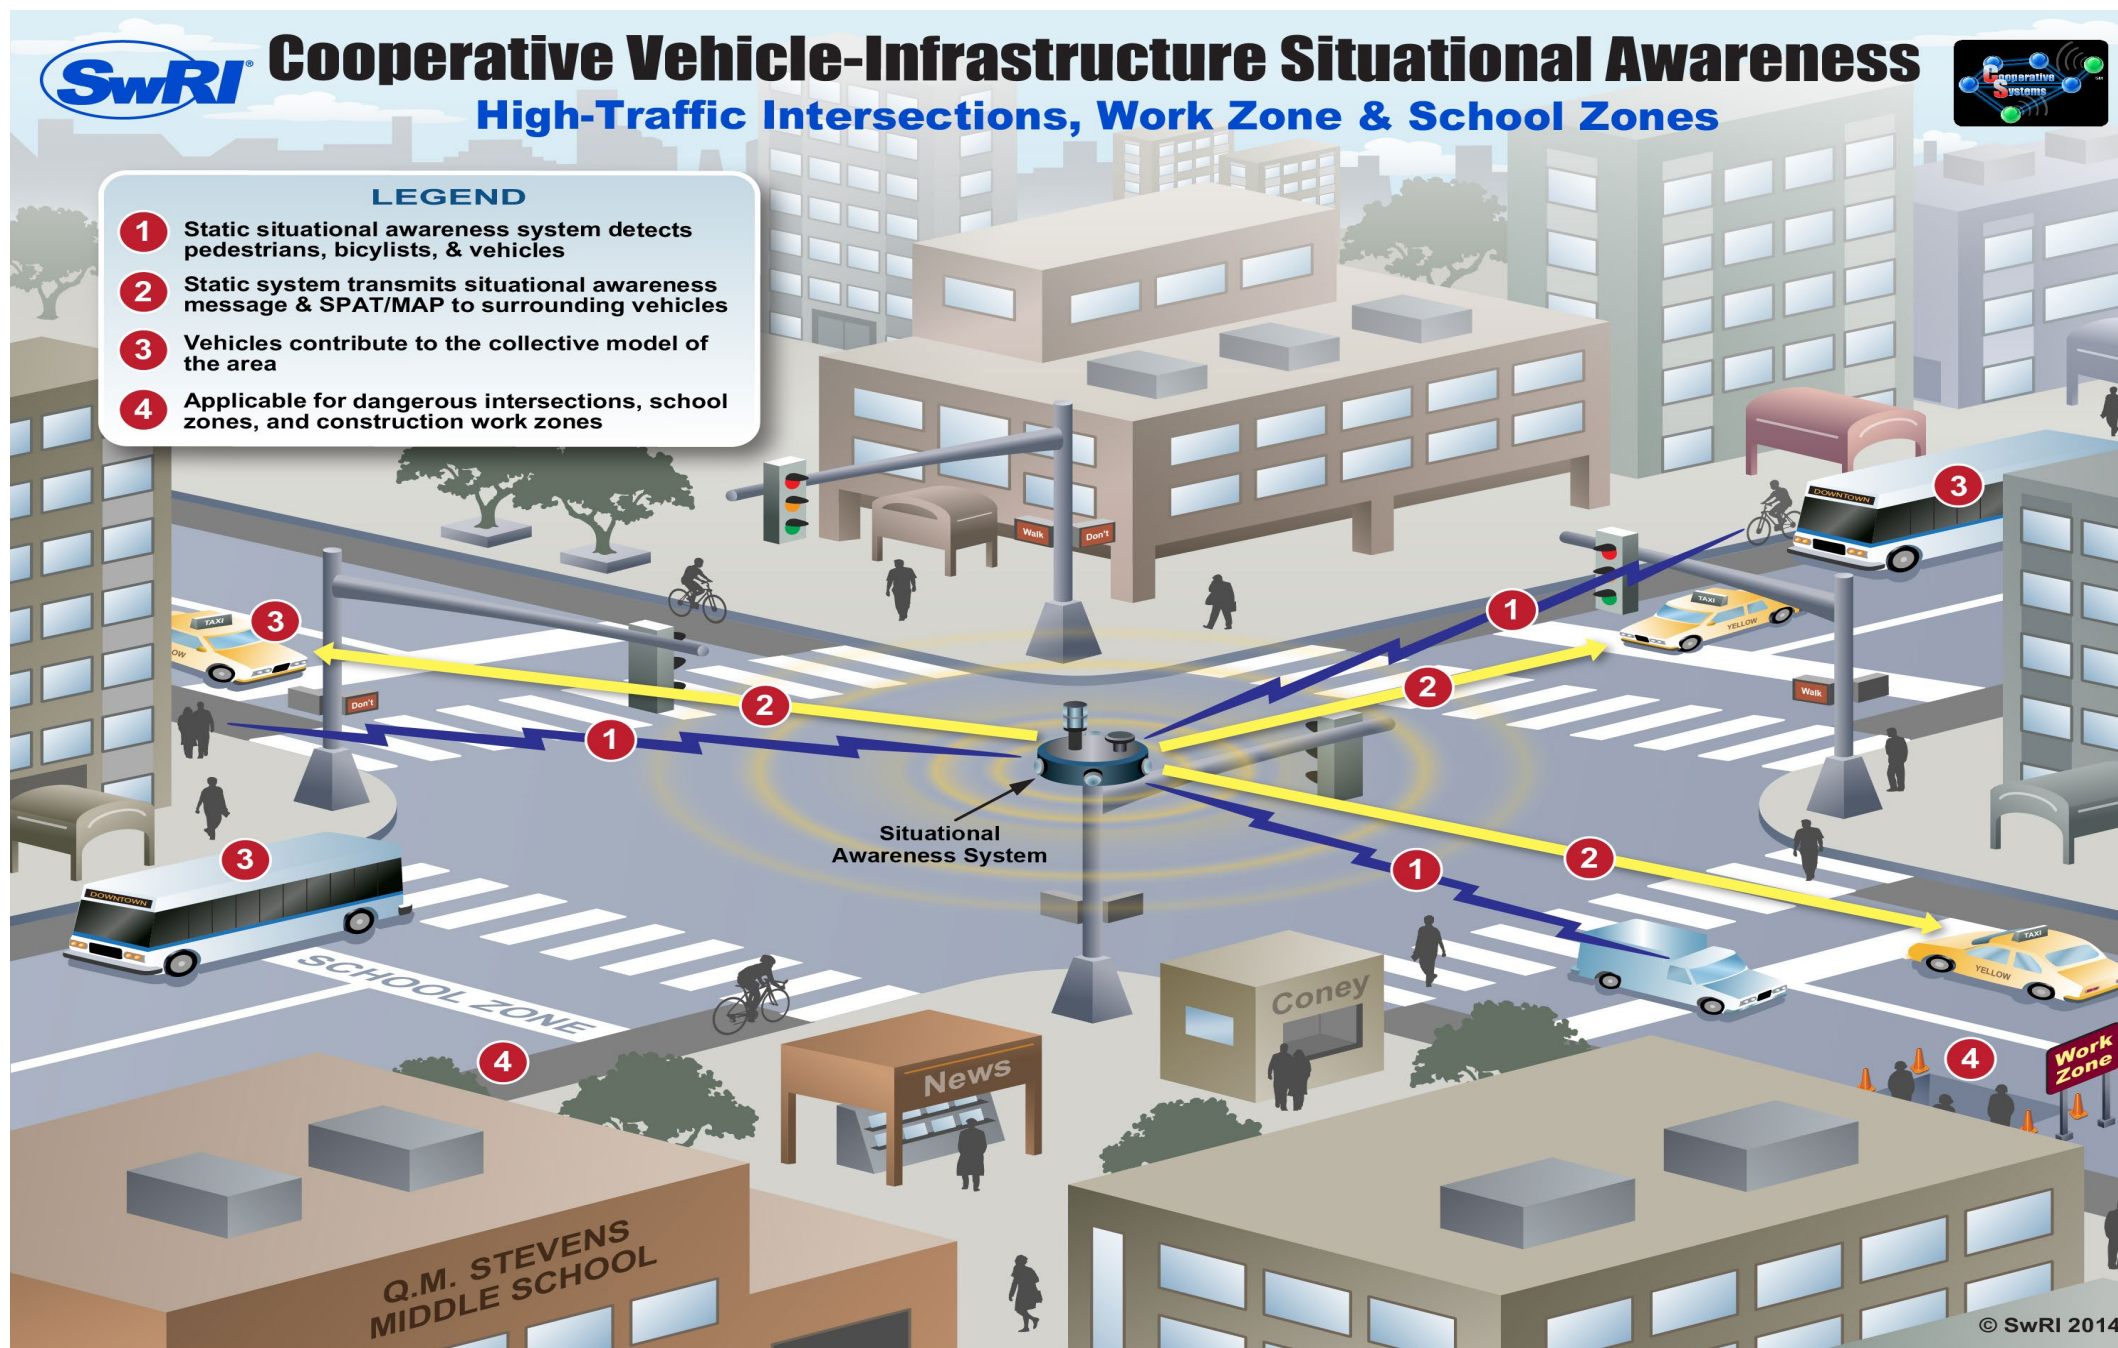 SwRI®
Cooperative Vehicle-Infrastructure Situational Awareness
High-Traffic Intersections, Work Zone & School Zones
Cooperative
Systems
LEGEND
1 Static situational awareness system detects
pedestrians, bicylists, & vehicles
2 Static system transmits situational awareness
message & SPAT/MAP to surrounding vehicles
3 Vehicles contribute to the collective model of
the area
4 Applicable for dangerous intersections, school
zones, and construction work zones
DOWNTOWN
3
Walk
Don't
1
TAXI
YELLOW
TAXI
OW
3
2
Walk
Don't
2
1
Situational
Awareness System
3
DOWNTOWN
2
1
TAXI
YELLOW
SCHOOL ZONE
4
Coney
News
4
Work
Zone
Q.M. STEVENS
MIDDLE SCHOOL
© SwRI 2014